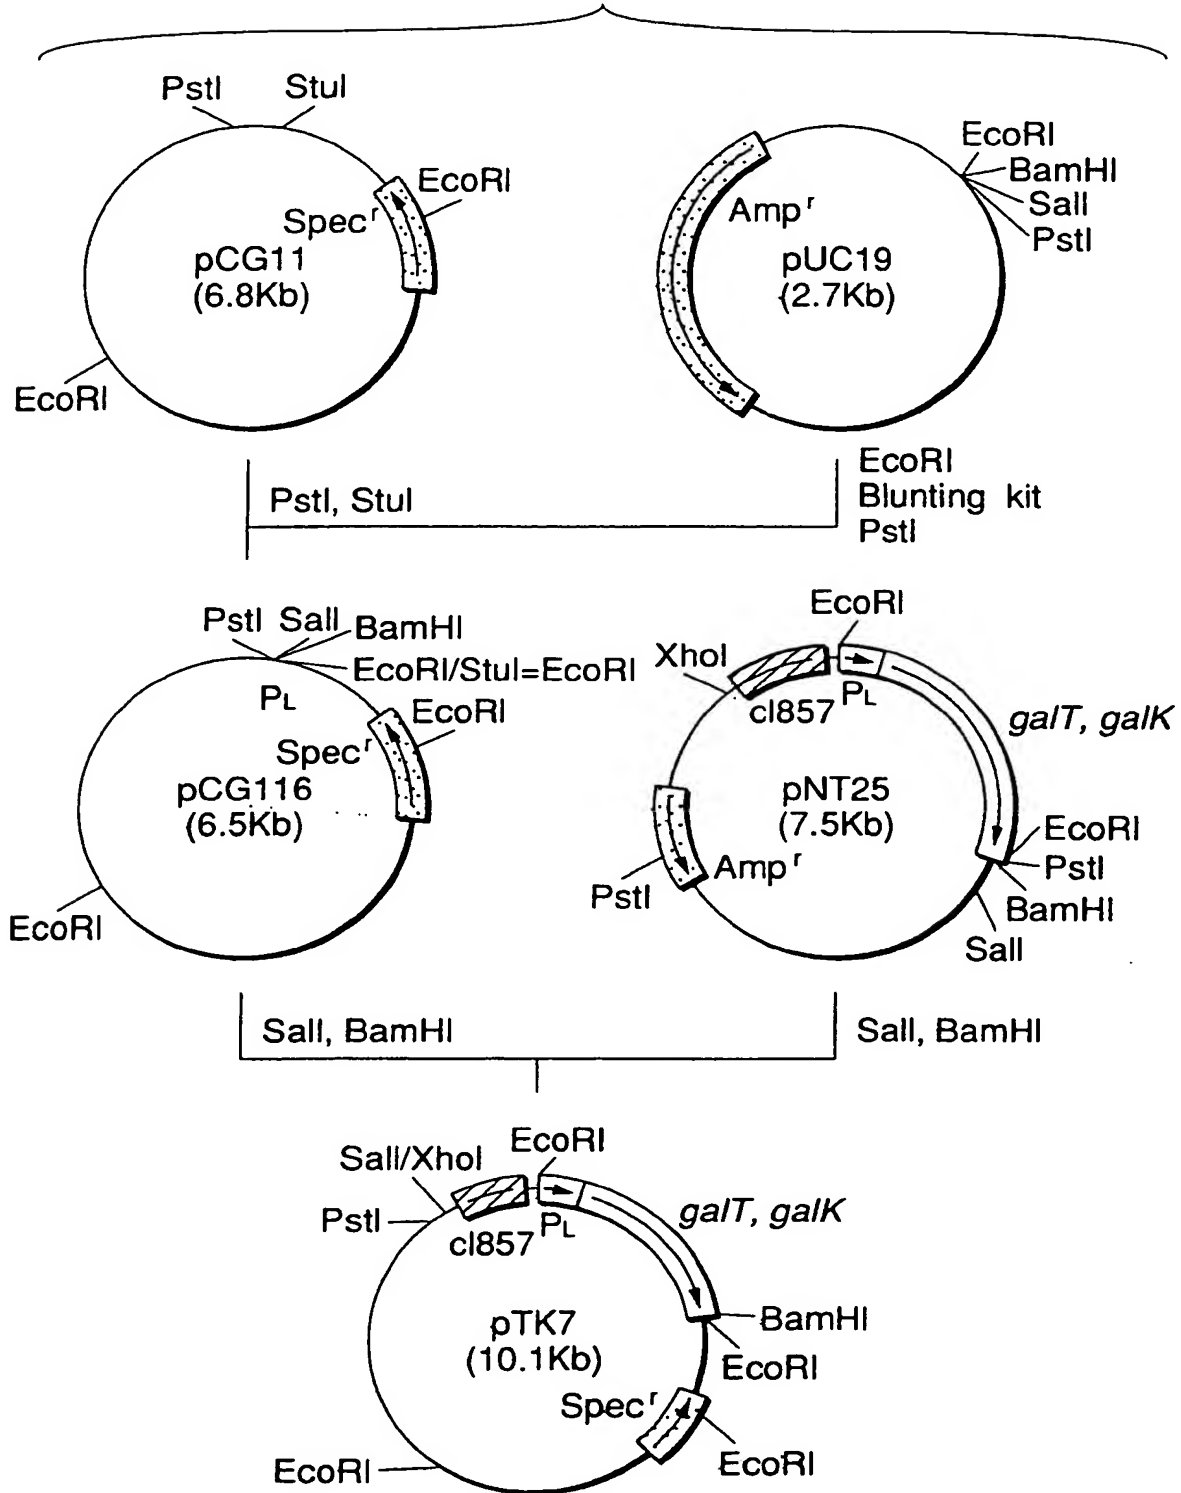 PstI StuI
EcoRI
Spec r
pCG11
(6.8Kb)
EcoRI
Amp r
pUC19
(2.7Kb)
EcoRI
BamHI
SalI
PstI
PstI, StuI
EcoRI
Blunting kit
PstI
PstI SalI BamHI
EcoRI/StuI=EcoRI
PL
EcoRI
Spec r
pCG116
(6.5Kb)
EcoRI
EcoRI
XhoI
cI857 PL
galT, galK
pNT25
(7.5Kb)
EcoRI
PstI
BamHI
SalI
Amp r
PstI
SalI, BamHI
SalI, BamHI
EcoRI
SalI/XhoI
PstI
cI857 PL
galT, galK
pTK7
(10.1Kb)
BamHI
EcoRI
Spec r
EcoRI
EcoRI